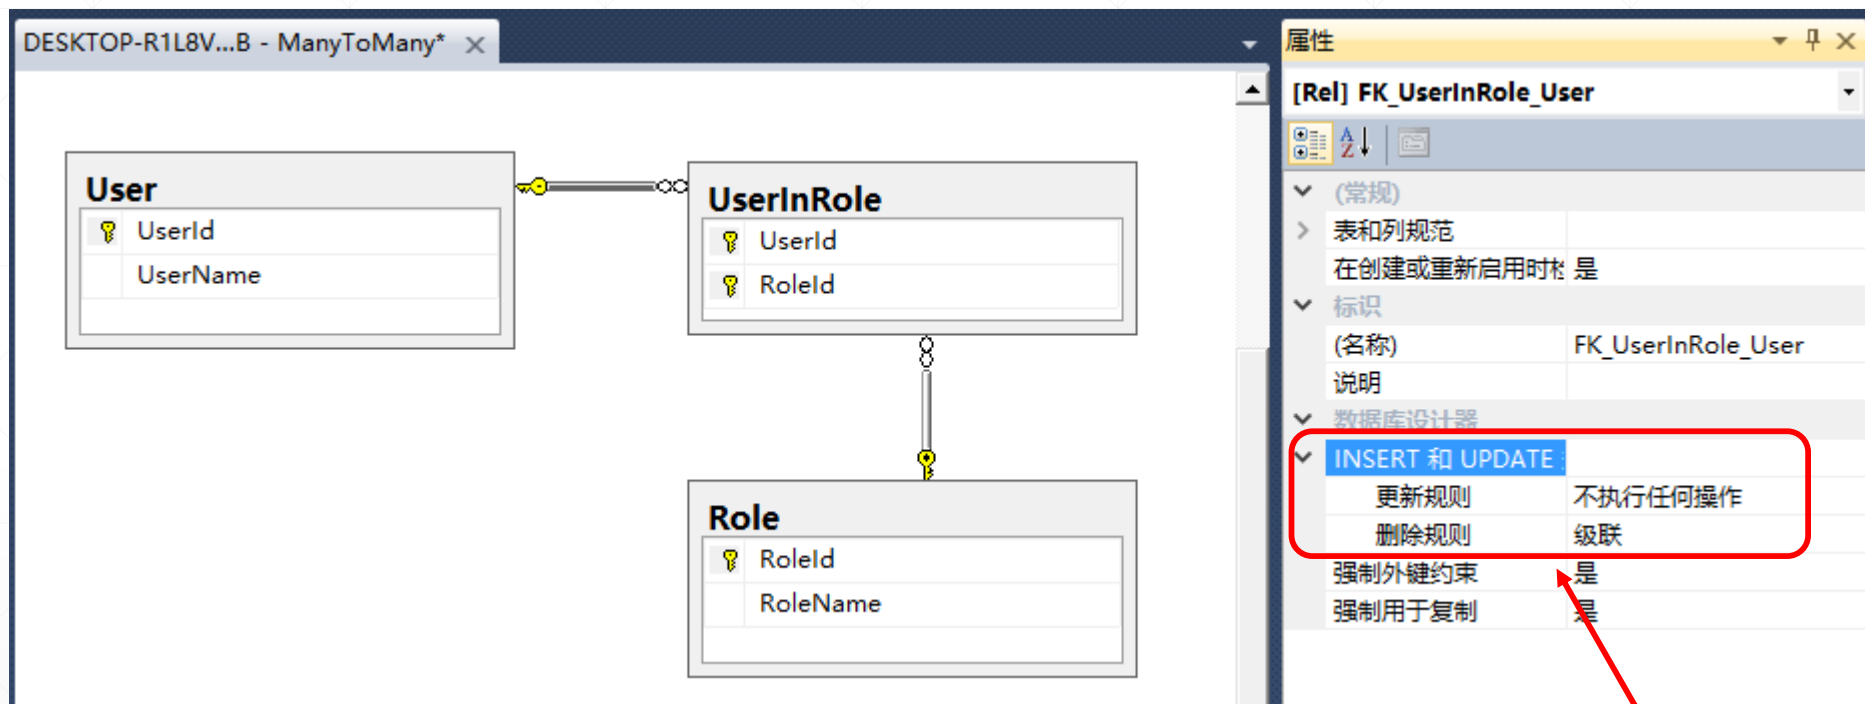 DESKTOP-R1L8V...B - ManyToMany*
User
UserId
UserName
UserInRole
UserId
RoleId
Role
RoleId
RoleName
属性
[Rel] FK_UserInRole_User
(常规)
表和列规范
在创建或重新启用时检 是
标识
(名称) FK_UserInRole_User
说明
数据库设计器
INSERT 和 UPDATE
更新规则 不执行任何操作
删除规则 级联
强制外键约束 是
强制用于复制 是